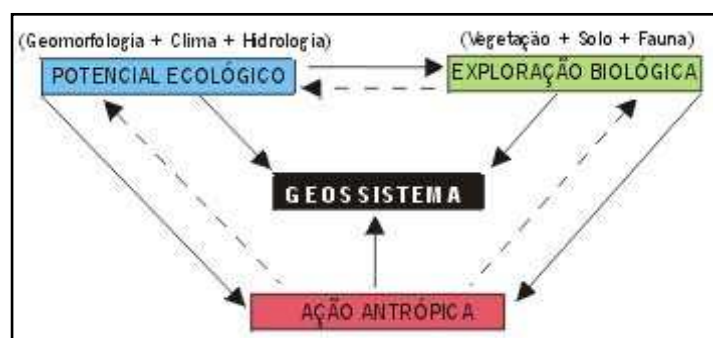 (Geomorfologia + Clima + Hidrologia)
(Vegetação + Solo + Fauna)
POTENCIAL ECOLÓGICO
EXPLORAÇÃO BIOLÓGICA
GEOSSISTEMA
AÇÃO ANTRÓPICA